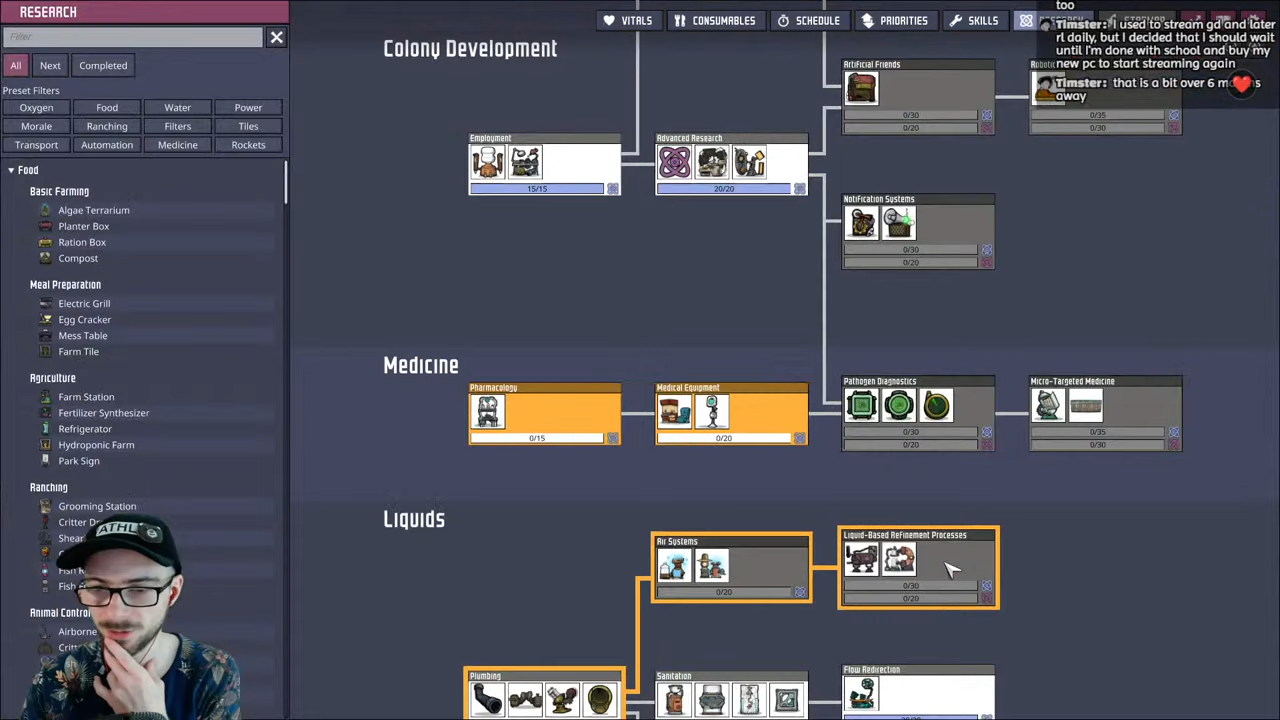 RESEARCH
VITALS
CONSUMABLES
SCHEDULE
PRIORITIES
SKILLS
too
Timster: I used to stream gd and later
rl daily, but I decided that I should wait
until I'm done with school and buy my
new pc to start streaming again
Timster: that is a bit over 6 m
away
Filter
All
Next
Completed
Preset Filters
Oxygen
Food
Water
Power
Morale
Ranching
Filters
Tiles
Transport
Automation
Medicine
Rockets
Food
Basic Farming
Algae Terrarium
Planter Box
Ration Box
Compost
Meal Preparation
Electric Grill
Egg Cracker
Mess Table
Farm Tile
Agriculture
Farm Station
Fertilizer Synthesizer
Refrigerator
Hydroponic Farm
Park Sign
Ranching
Grooming Station
Critter
Fish
Fish
Animal
Airborne
ATHL
Colony Development
Employment
15/15
Advanced Research
20/20
Artificial Friends
0/30
0/20
0/35
0/30
Notification Systems
0/30
0/20
Medicine
Pharmacology
0/15
Medical Equipment
0/20
Pathogen Diagnostics
0/30
0/20
Micro-Targeted Medicine
0/35
0/30
Liquids
Air Systems
0/20
Liquid-Based Refinement Processes
0/30
0/20
Plumbing
Sanitation
Flow Redirection